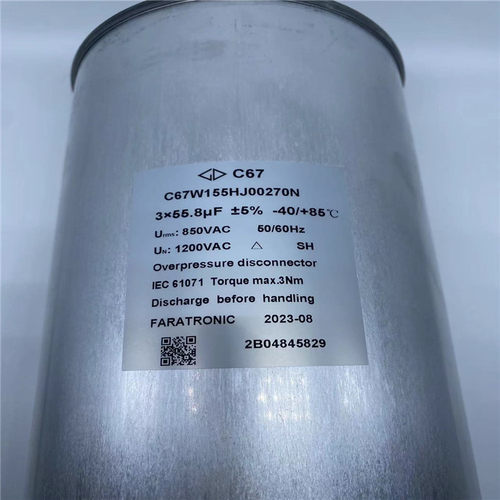 C67
C67W155HJ00270N
3×55.8μF ±5% -40/+85℃
Urms: 850VAC 50/60Hz
UN: 1200VAC △ SH
Overpressure disconnector
IEC 61071 Torque max.3Nm
Discharge before handling
FARATRONIC 2023-08
2B04845829